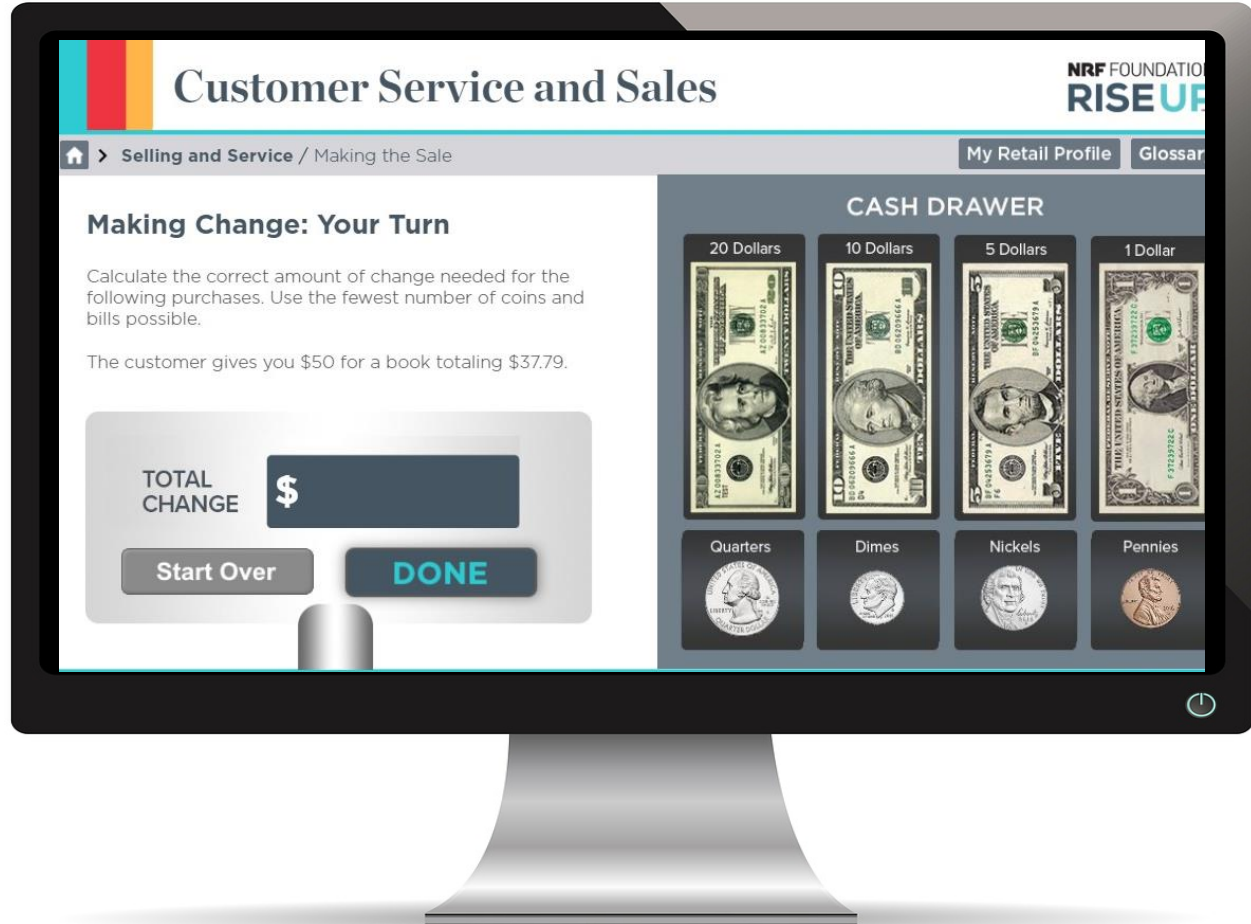 Customer Service and Sales
NRF FOUNDATION
RISE UP
> Selling and Service / Making the Sale
My Retail Profile
Glossar
Making Change: Your Turn
Calculate the correct amount of change needed for the
following purchases. Use the fewest number of coins and
bills possible.
The customer gives you $50 for a book totaling $37.79.
TOTAL
CHANGE
$
Start Over
DONE
CASH DRAWER
20 Dollars
10 Dollars
5 Dollars
1 Dollar
Quarters
Dimes
Nickels
Pennies